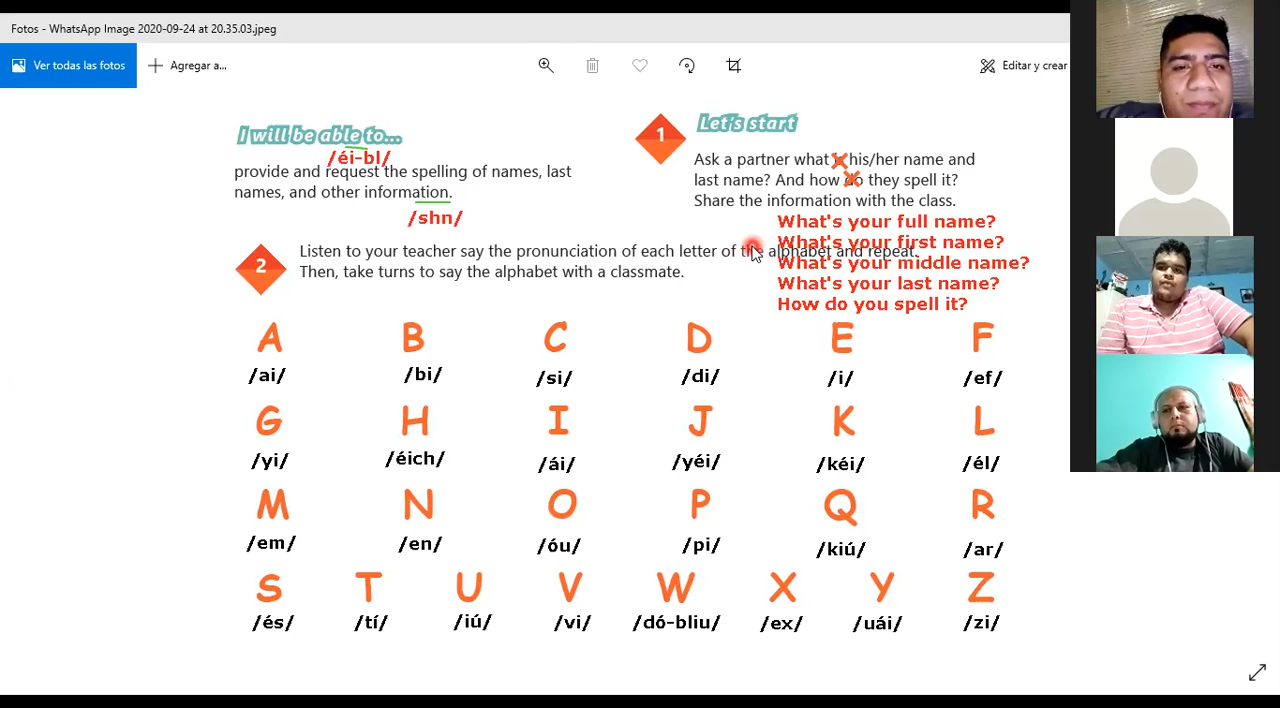 Fotos - WhatsApp Image 2020-09-24 at 20.35.03.jpeg
Ver todas las fotos
Agregar a...
Editar y crear
I will be able to...
/éi-bl/
provide and request the spelling of names, last
names, and other information.
/shn/
1
Let's start
Ask a partner what is his/her name and
last name? And how do they spell it?
Share the information with the class.
What's your full name?
What's your first name?
What's your middle name?
What's your last name?
How do you spell it?
2
Listen to your teacher say the pronunciation of each letter of the alphabet and repeat.
Then, take turns to say the alphabet with a classmate.
A B C D E F
/ai/ /bi/ /si/ /di/ /i/ /ef/
G H I J K L
/yi/ /éich/ /ái/ /yéi/ /kéi/ /él/
M N O P Q R
/em/ /en/ /óu/ /pi/ /kiú/ /ar/
S T U V W X Y Z
/és/ /tí/ /iú/ /vi/ /dó-bliu/ /ex/ /uái/ /zi/